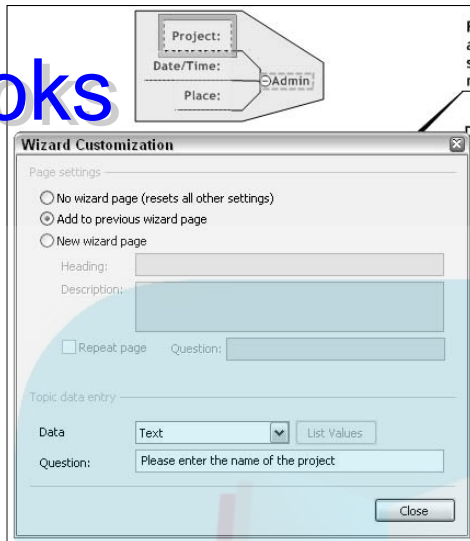 Project:
Date/Time:
Admin
Place:
oks
Wizard Customization
Page settings
No wizard page (resets all other settings)
Add to previous wizard page
New wizard page
Heading:
Description:
Repeat page Question:
Topic data entry
Data Text List Values
Question: Please enter the name of the project
Close